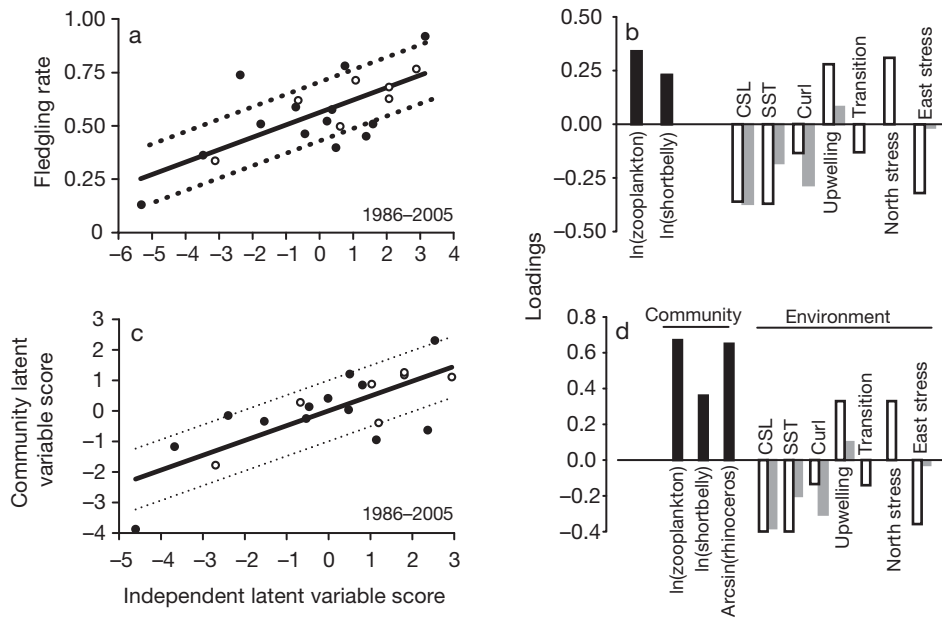 a
1.00
0.75
0.50
0.25
0
Fledgling rate
1986–2005
−6 −5 −4 −3 −2 −1 0 1 2 3 4
b
0.50
0.25
0.00
−0.25
−0.50
ln(zooplankton)
ln(shortbelly)
CSL
SST
Curl
Upwelling
Transition
North stress
East stress
Loadings
c
3
2
1
0
−1
−2
−3
−4
Community latent
variable score
1986–2005
−5 −4 −3 −2 −1 0 1 2 3
Independent latent variable score
d
0.8
0.6
0.4
0.2
0.0
−0.2
−0.4
Community
Environment
ln(zooplankton)
ln(shortbelly)
Arcsin(rhinoceros)
CSL
SST
Curl
Upwelling
Transition
North stress
East stress